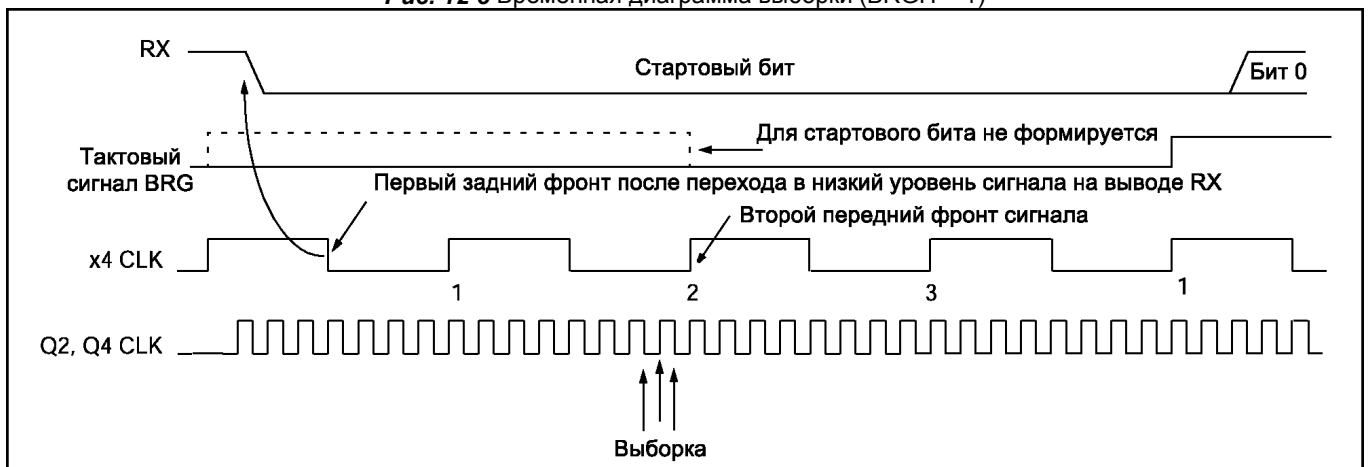 RX
Стартовый бит
Бит 0
Для стартового бита не формируется
Тактовый
сигнал BRG
Первый задний фронт после перехода в низкий уровень сигнала на выводе RX
Второй передний фронт сигнала
x4 CLK
1 2 3 1
Q2, Q4 CLK
Выборка